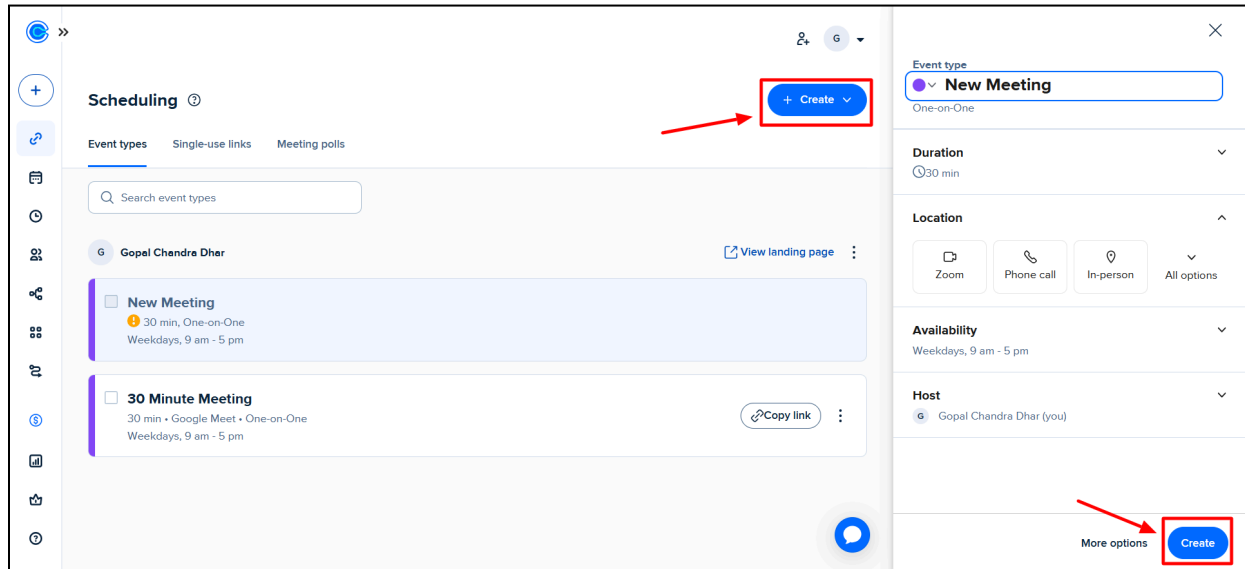 G
Scheduling
+ Create
Event types Single-use links Meeting polls
Search event types
G Gopal Chandra Dhar View landing page
New Meeting
30 min, One-on-One
Weekdays, 9 am - 5 pm
30 Minute Meeting
30 min • Google Meet • One-on-One
Weekdays, 9 am - 5 pm
Copy link
Event type
New Meeting
One-on-One
Duration
30 min
Location
Zoom Phone call In-person All options
Availability
Weekdays, 9 am - 5 pm
Host
G Gopal Chandra Dhar (you)
More options Create